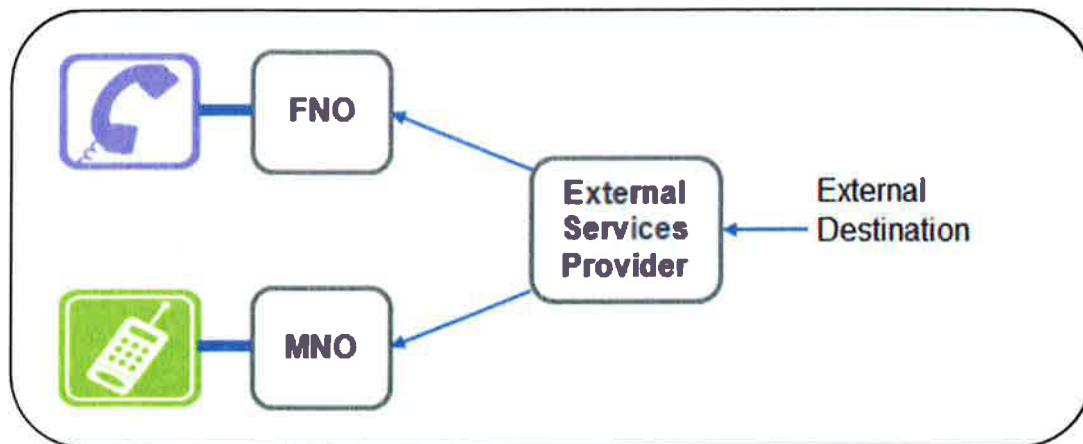 FNO
External
Services
Provider
External
Destination
MNO